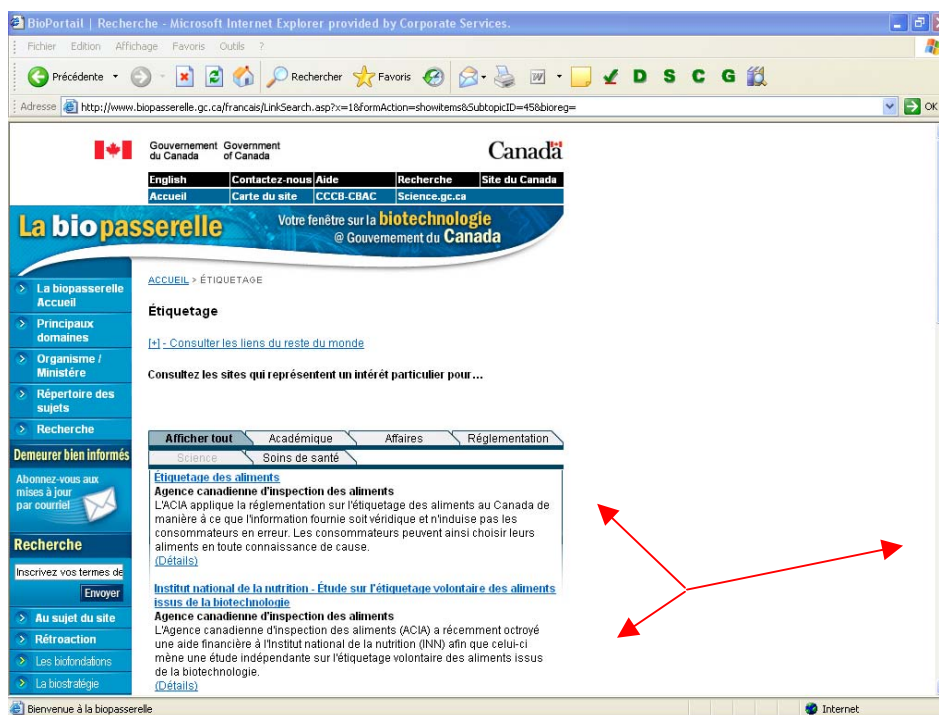 BioPortail | Recherche - Microsoft Internet Explorer provided by Corporate Services.
Fichier Edition Affichage Favoris Outils ?
Précédente Rechercher Favoris D S C G
Adresse http://www.biopasserelle.gc.ca/francais/LinkSearch.asp?x=1&formAction=showitems&SubtopicID=45&bioreg= OK
Gouvernement Government
du Canada of Canada
Canada
English Contactez-nous Aide Recherche Site du Canada
Accueil Carte du site CCCB-CBAC Science.gc.ca
La biopasserelle
Votre fenêtre sur la biotechnologie
@ Gouvernement du Canada
La biopasserelle
Accueil
Principaux
domaines
Organisme /
Ministére
Répertoire des
sujets
Recherche
Demeurer bien informés
Abonnez-vous aux
mises à jour
par courriel
Recherche
Inscrivez vos termes de
Envoyer
Au sujet du site
Rétroaction
Les biofondations
La biostratégie
ACCUEIL > ÉTIQUETAGE
Étiquetage
[+] - Consulter les liens du reste du monde
Consultez les sites qui représentent un intérét particulier pour...
Afficher tout Académique Affaires Réglementation
Science Soins de santé
Étiquetage des aliments
Agence canadienne d'inspection des aliments
L'ACIA applique la réglementation sur l'étiquetage des aliments au Canada de
manière à ce que l'information fournie soit véridique et n'induise pas les
consommateurs en erreur. Les consommateurs peuvent ainsi choisir leurs
aliments en toute connaissance de cause.
(Détails)
Institut national de la nutrition - Étude sur l'étiquetage volontaire des aliments
issus de la biotechnologie
Agence canadienne d'inspection des aliments
L'Agence canadienne d'inspection des aliments (ACIA) a récemment octroyé
une aide financière à l'Institut national de la nutrition (INN) afin que celui-ci
mène une étude indépendante sur l'étiquetage volontaire des aliments issus
de la biotechnologie.
(Détails)
Bienvenue à la biopasserelle Internet